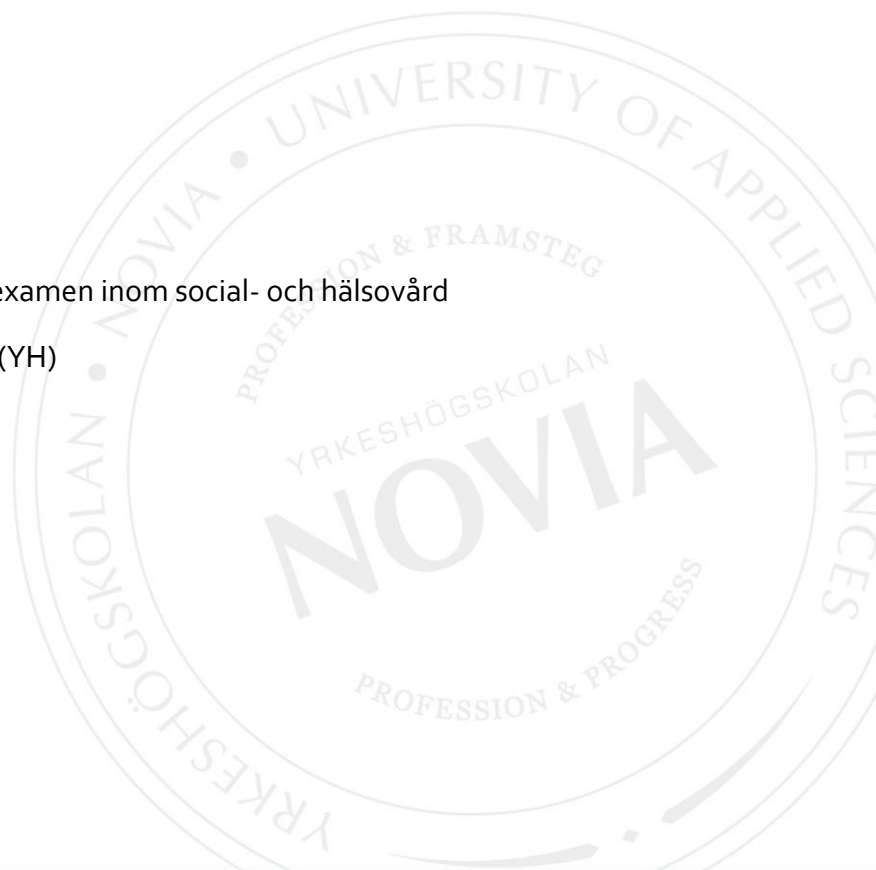 examen inom social- och hälsovård
(YH)
YRKESHÖGSKOLAN • NOVIA • UNIVERSITY OF APPLIED SCIENCES
PROFESSION & FRAMSTEG
YRKESHÖGSKOLAN
NOVIA
PROFESSION & PROGRESS